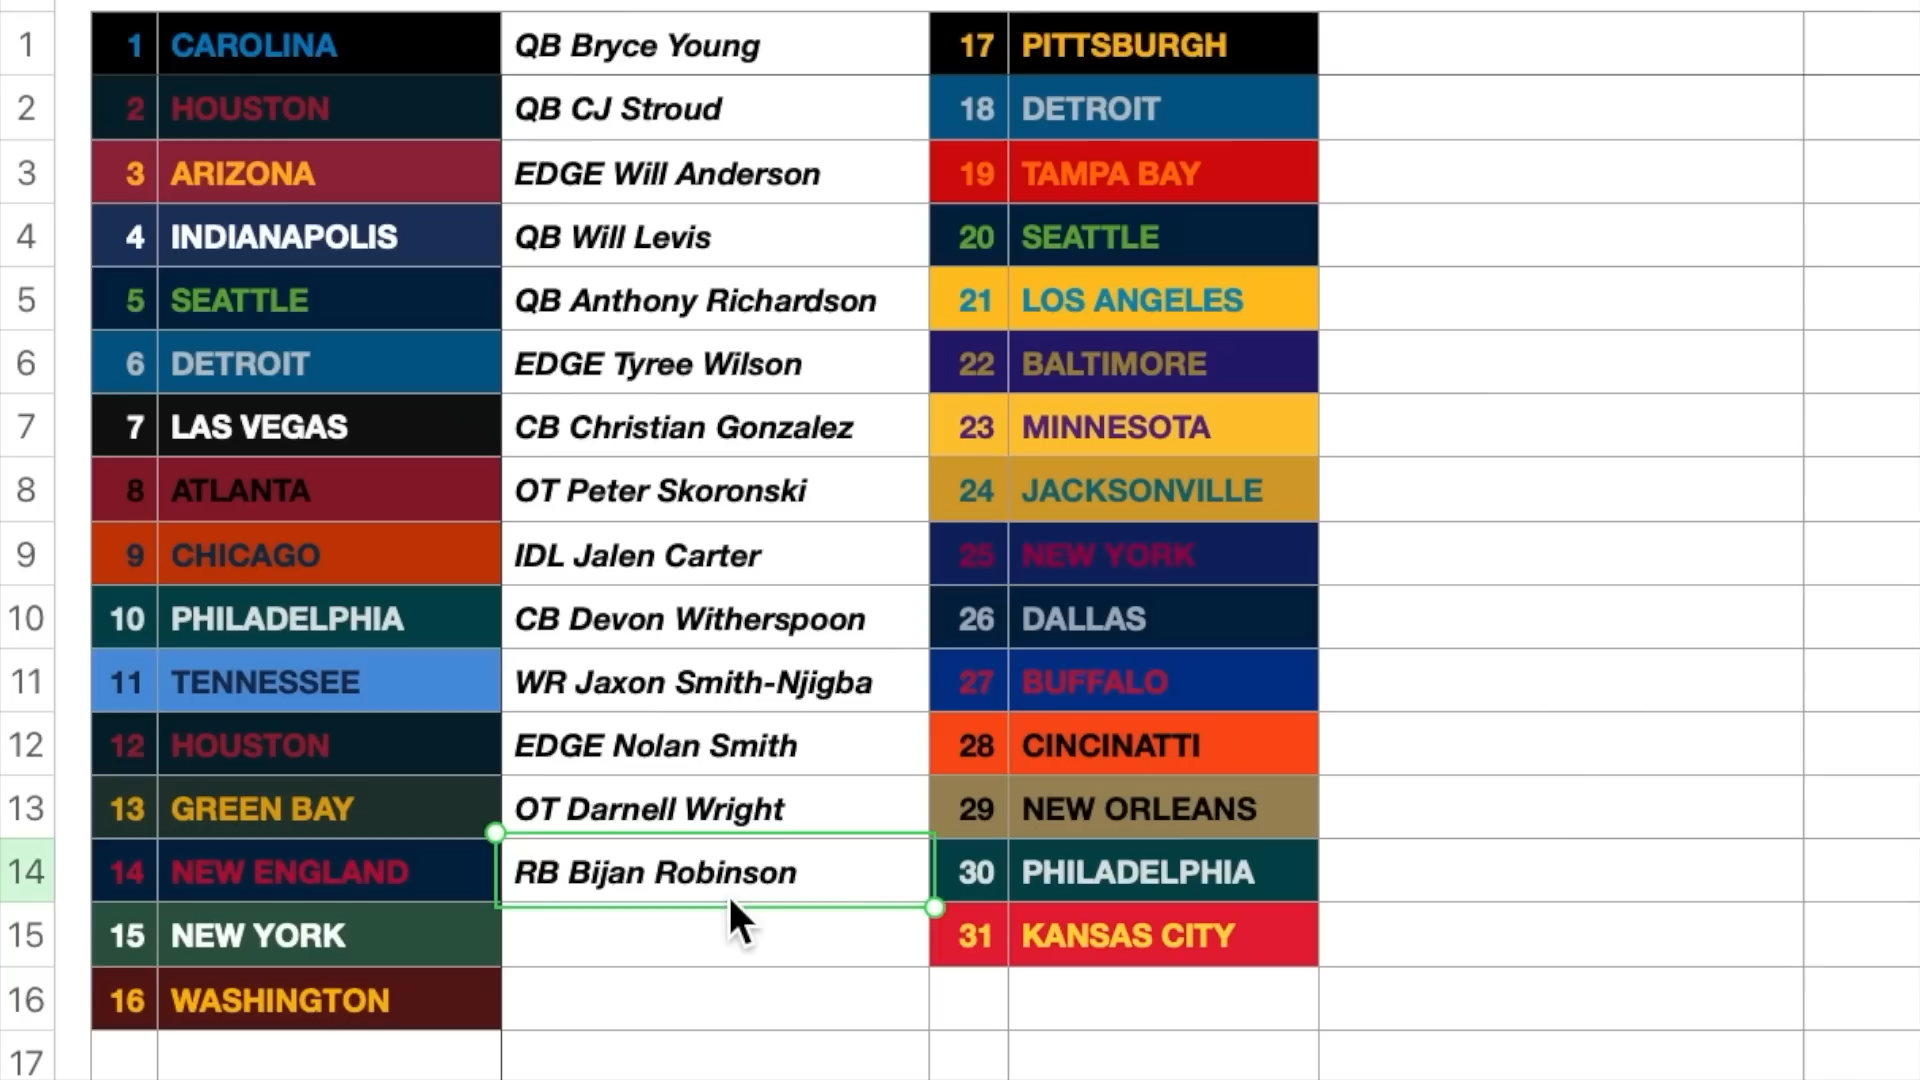 1 1 CAROLINA QB Bryce Young 17 PITTSBURGH
2 2 HOUSTON QB CJ Stroud 18 DETROIT
3 3 ARIZONA EDGE Will Anderson 19 TAMPA BAY
4 4 INDIANAPOLIS QB Will Levis 20 SEATTLE
5 5 SEATTLE QB Anthony Richardson 21 LOS ANGELES
6 6 DETROIT EDGE Tyree Wilson 22 BALTIMORE
7 7 LAS VEGAS CB Christian Gonzalez 23 MINNESOTA
8 8 ATLANTA OT Peter Skoronski 24 JACKSONVILLE
9 9 CHICAGO IDL Jalen Carter 25 NEW YORK
10 10 PHILADELPHIA CB Devon Witherspoon 26 DALLAS
11 11 TENNESSEE WR Jaxon Smith-Njigba 27 BUFFALO
12 12 HOUSTON EDGE Nolan Smith 28 CINCINATTI
13 13 GREEN BAY OT Darnell Wright 29 NEW ORLEANS
14 14 NEW ENGLAND RB Bijan Robinson 30 PHILADELPHIA
15 15 NEW YORK 31 KANSAS CITY
16 16 WASHINGTON
17